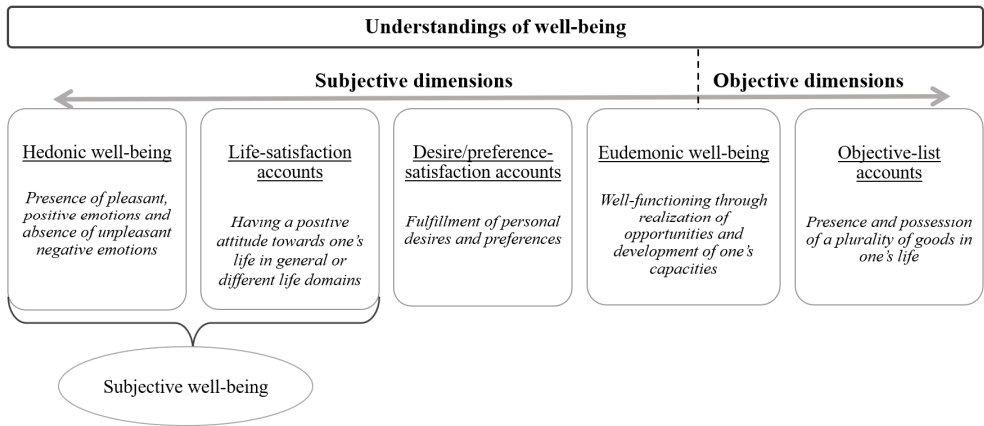 Understandings of well-being
Subjective dimensions
Objective dimensions
Hedonic well-being
Presence of pleasant,
positive emotions and
absence of unpleasant
negative emotions
Life-satisfaction
accounts
Having a positive
attitude towards one’s
life in general or
different life domains
Desire/preference-
satisfaction accounts
Fulfillment of personal
desires and preferences
Eudemonic well-being
Well-functioning through
realization of
opportunities and
development of one’s
capacities
Objective-list
accounts
Presence and possession
of a plurality of goods in
one’s life
Subjective well-being